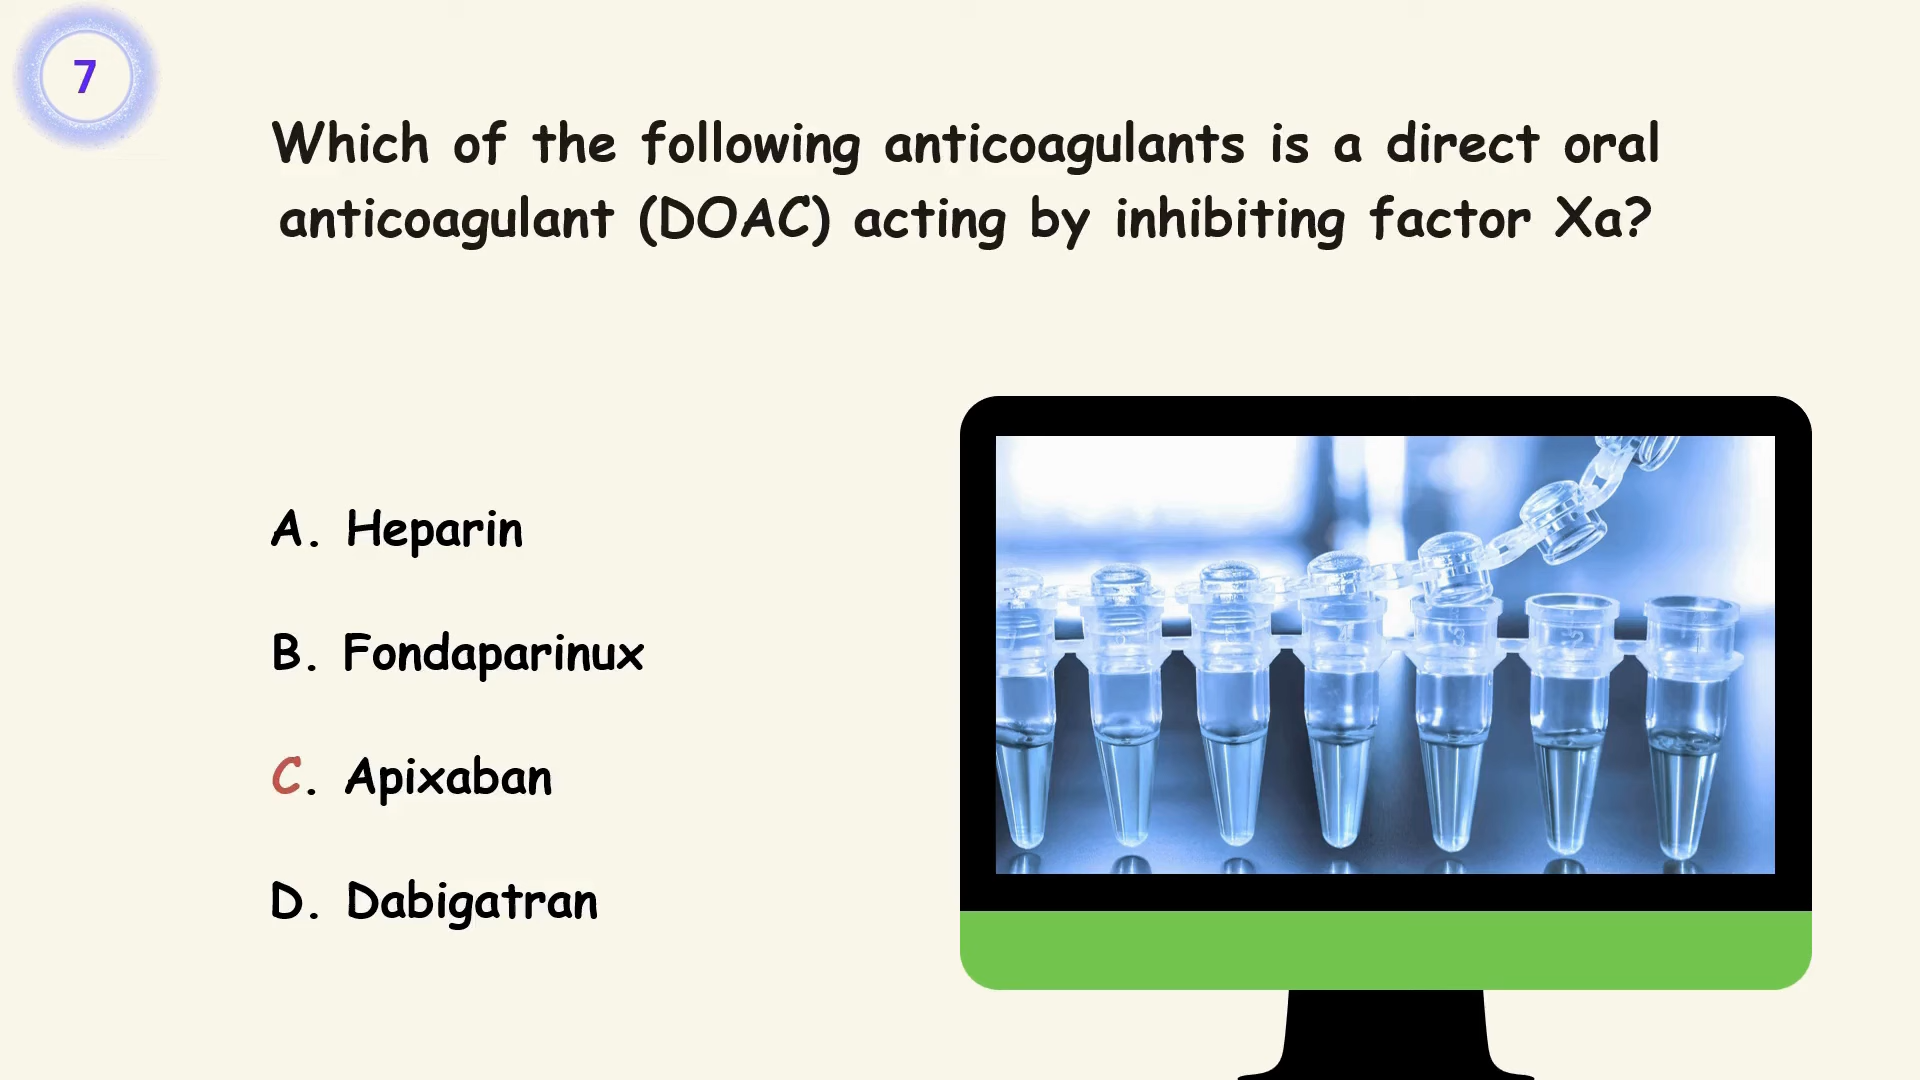 7
Which of the following anticoagulants is a direct oral
anticoagulant (DOAC) acting by inhibiting factor Xa?
A. Heparin
B. Fondaparinux
C. Apixaban
D. Dabigatran